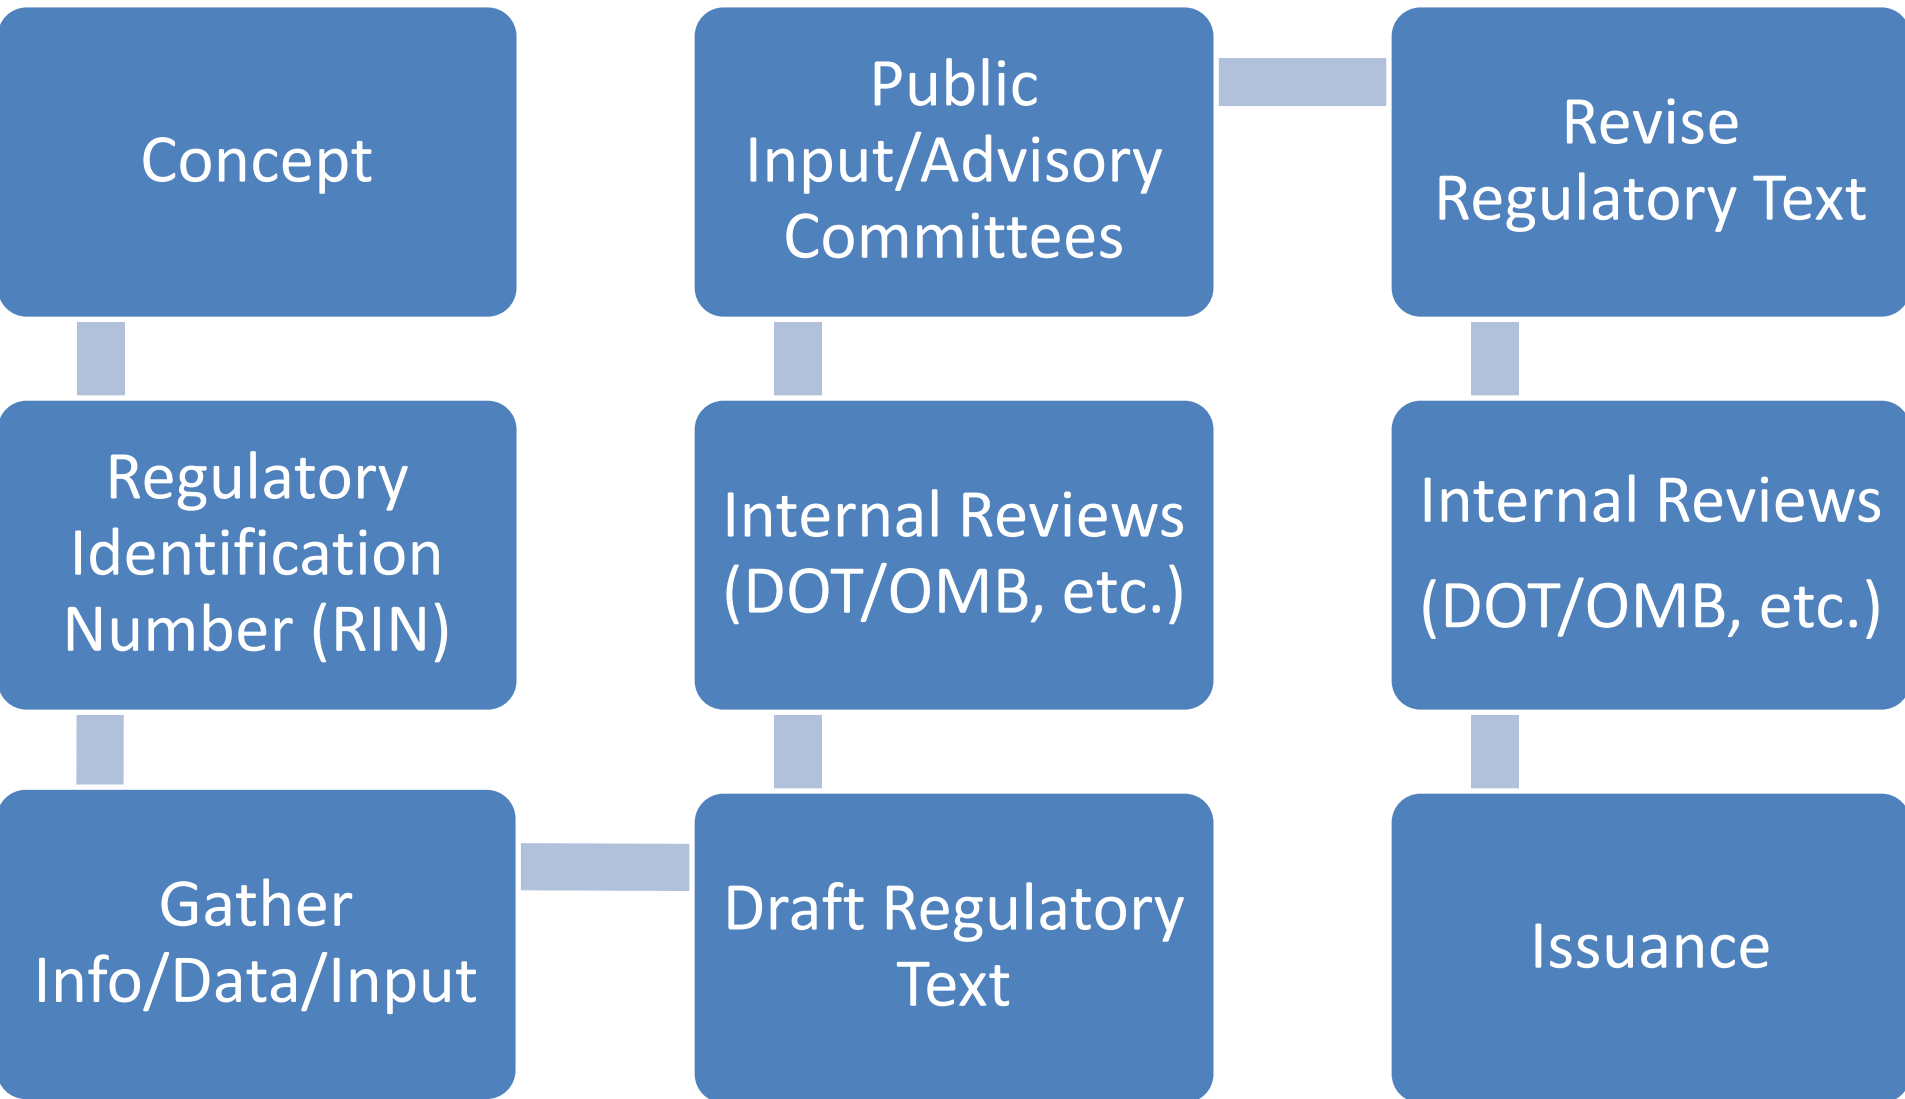 Concept
Regulatory
Identification
Number (RIN)
Gather
Info/Data/Input
Draft Regulatory
Text
Internal Reviews
(DOT/OMB, etc.)
Public
Input/Advisory
Committees
Revise
Regulatory Text
Internal Reviews
(DOT/OMB, etc.)
Issuance